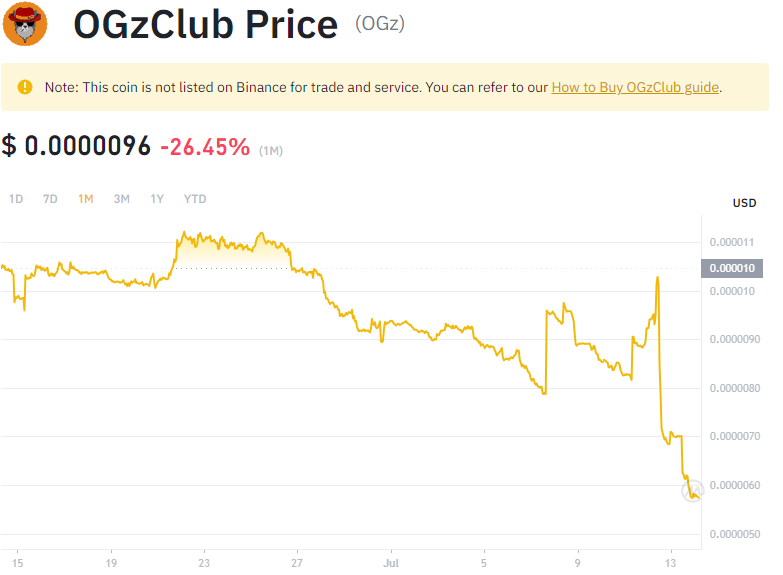 OGzClub Price (OGz)
Note: This coin is not listed on Binance for trade and service. You can refer to our How to Buy OGzClub guide.
$ 0.0000096 -26.45% (1M)
1D 7D 1M 3M 1Y YTD
USD
0.000011
0.000010
0.000010
0.0000090
0.0000080
0.0000070
0.0000060
0.0000050
15 19 23 27 Jul 5 9 13